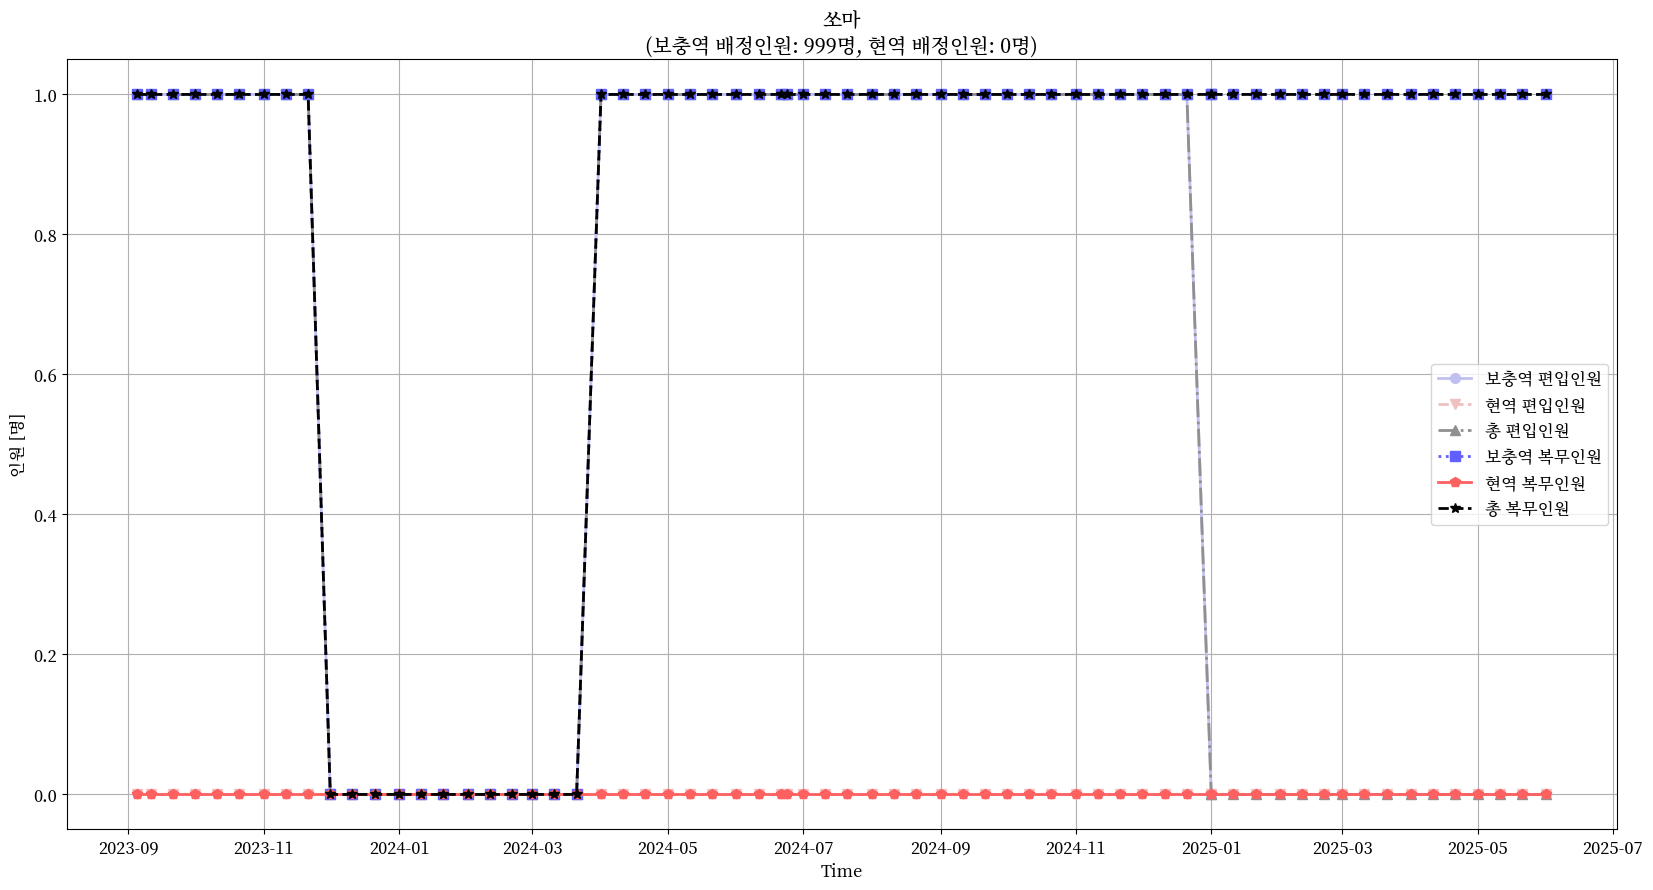 쏘마
(보충역 배정인원: 999명, 현역 배정인원: 0명)
인원 [명]
1.0
0.8
0.6
0.4
0.2
0.0
보충역 편입인원
현역 편입인원
총 편입인원
보충역 복무인원
현역 복무인원
총 복무인원
2023-09 2023-11 2024-01 2024-03 2024-05 2024-07 2024-09 2024-11 2025-01 2025-03 2025-05 2025-07
Time